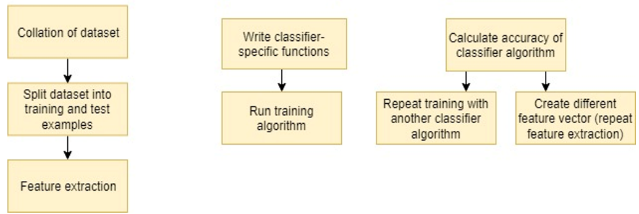 Collation of dataset
Split dataset into
training and test
examples
Feature extraction
Write classifier-
specific functions
Run training
algorithm
Calculate accuracy of
classifier algorithm
Repeat training with
another classifier
algorithm
Create different
feature vector (repeat
feature extraction)